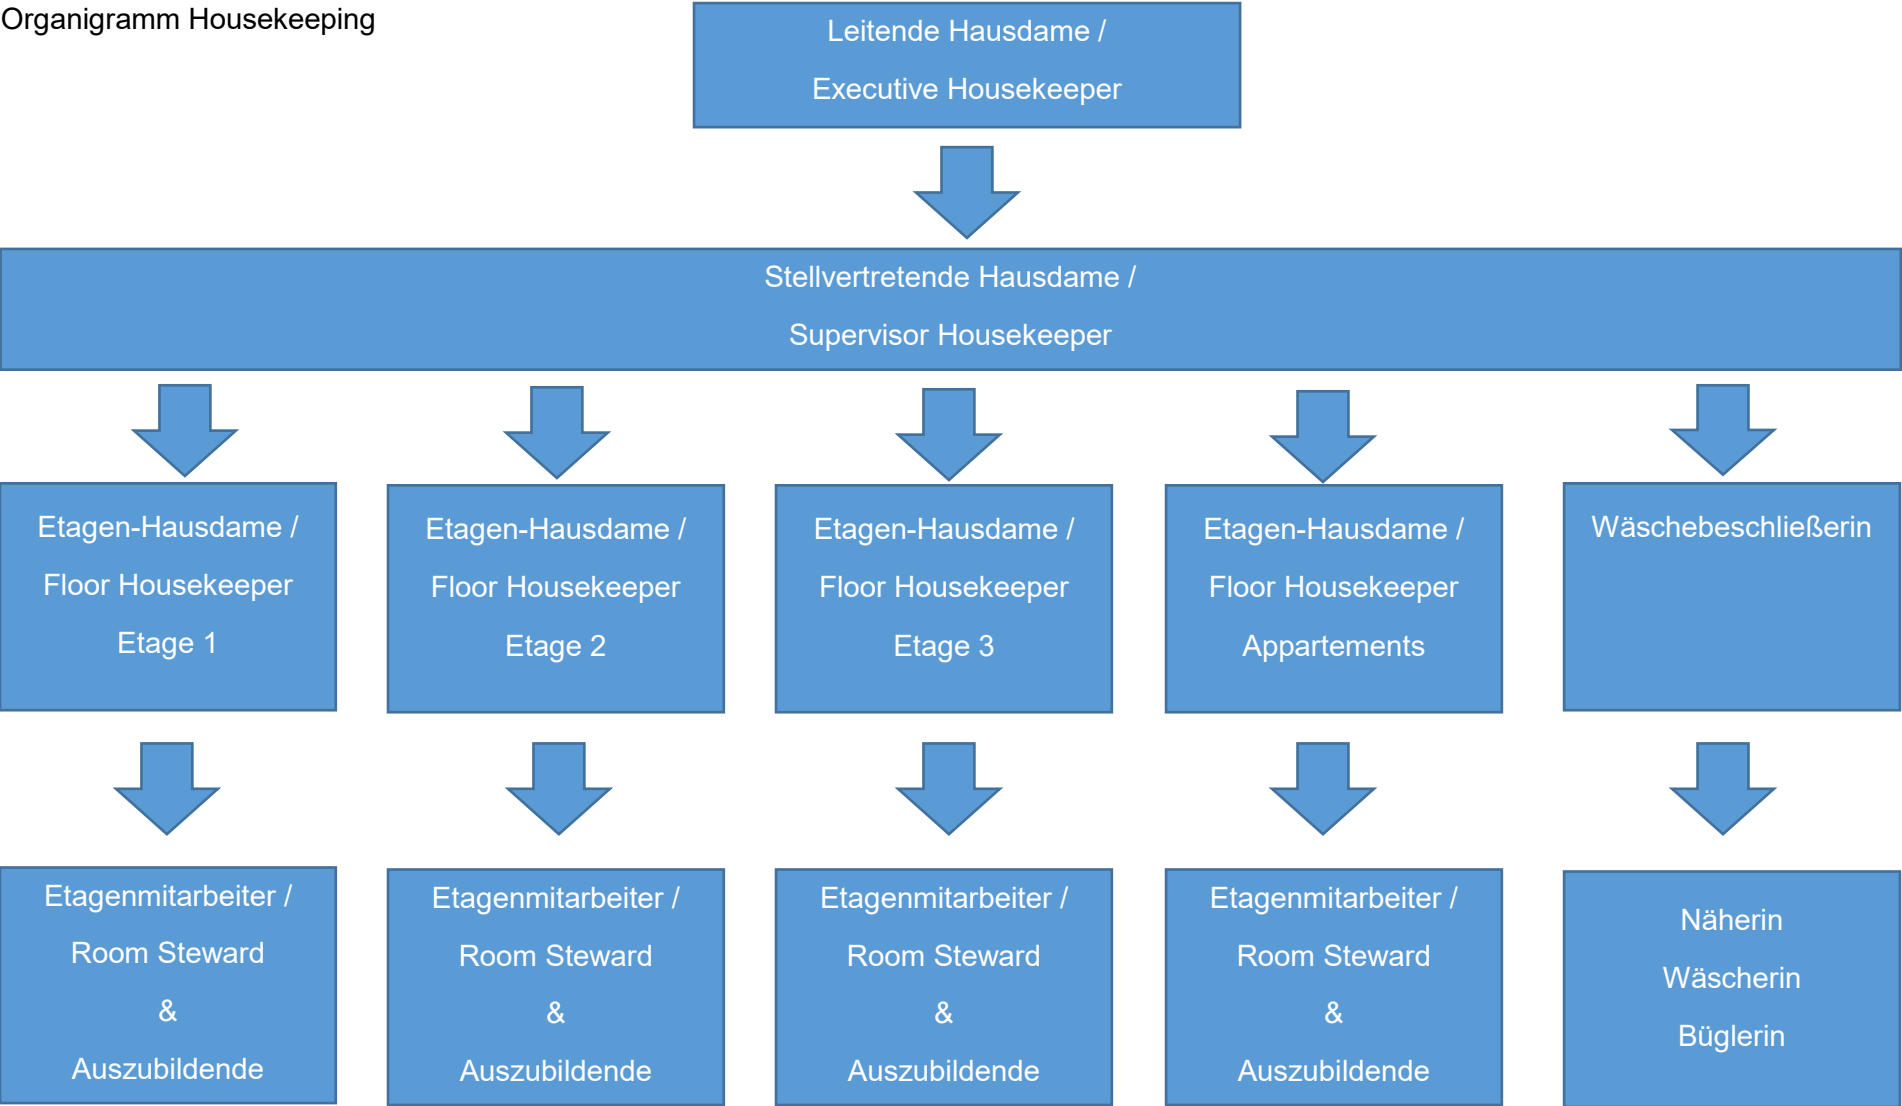 Organigramm Housekeeping
Leitende Hausdame /
Executive Housekeeper
Stellvertretende Hausdame /
Supervisor Housekeeper
Etagen-Hausdame /
Floor Housekeeper
Etage 1
Etagen-Hausdame /
Floor Housekeeper
Etage 2
Etagen-Hausdame /
Floor Housekeeper
Etage 3
Etagen-Hausdame /
Floor Housekeeper
Appartements
Wäschebeschließerin
Etagenmitarbeiter /
Room Steward
&
Auszubildende
Etagenmitarbeiter /
Room Steward
&
Auszubildende
Etagenmitarbeiter /
Room Steward
&
Auszubildende
Etagenmitarbeiter /
Room Steward
&
Auszubildende
Näherin
Wäscherin
Büglerin